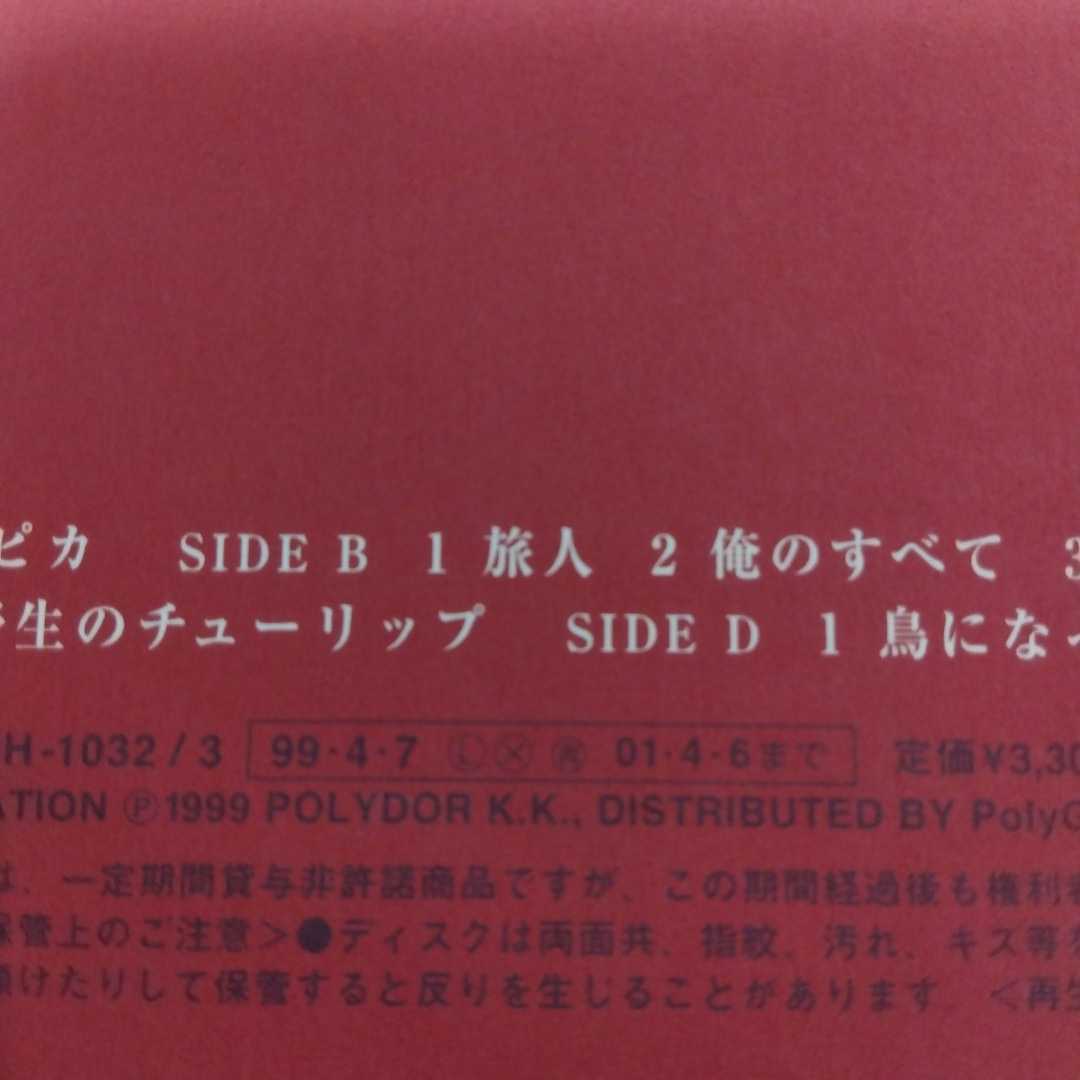 ピカ SIDE B 1 旅人 2 俺のすべて 3
生のチューリップ SIDE D 1 鳥になっ
H-1032/3 99・4・7 Ⓛ Ⓧ 01・4・6まで 定価¥3,30
ATION Ⓟ1999 POLYDOR K.K., DISTRIBUTED BY PolyG
は、一定期間貸与非許諾商品ですが、この期間経過後も権利
保管上のご注意>●ディスクは両面共、指紋、汚れ、キズ等を
傾けたりして保管すると反りを生じることがあります <再生